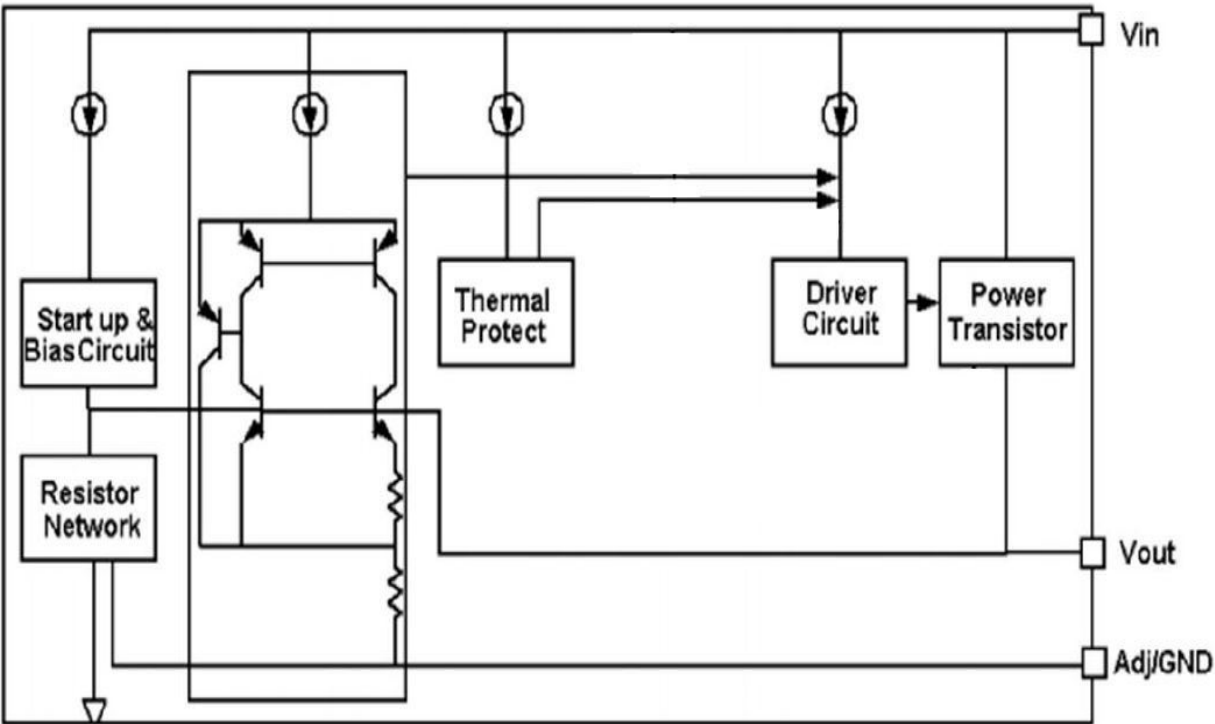 Vin
Start up &
Bias Circuit
Thermal
Protect
Driver
Circuit
Power
Transistor
Resistor
Network
Vout
Adj/GND